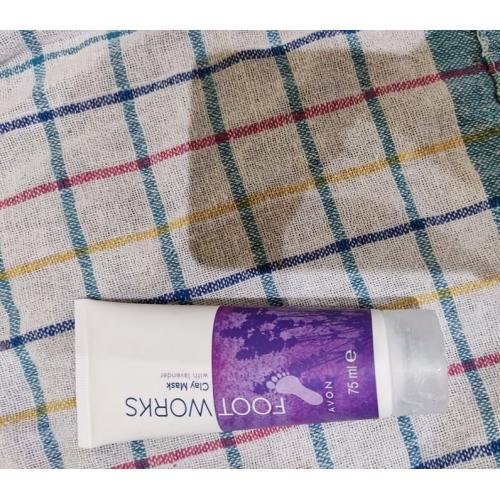 FOOT WORKS
Clay Mask
with lavender
AVON
75 ml e